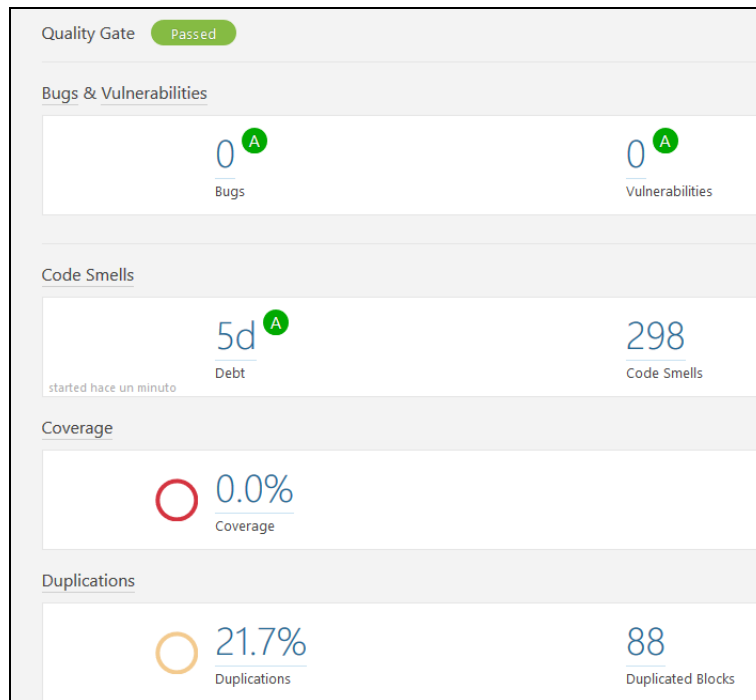 Quality Gate Passed
Bugs & Vulnerabilities
0 A 0 A
Bugs Vulnerabilities
Code Smells
5d A 298
Debt Code Smells
started hace un minuto
Coverage
0.0%
Coverage
Duplications
21.7% 88
Duplications Duplicated Blocks